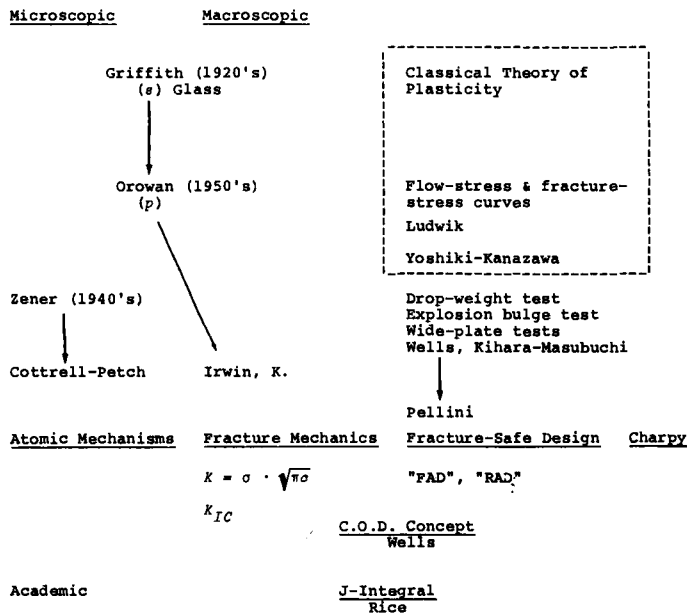 Microscopic Macroscopic
Griffith (1920's)
(s) Glass
Classical Theory of
Plasticity
Orowan (1950's)
(p)
Flow-stress & fracture-
stress curves
Ludwik
Yoshiki-Kanazawa
Zener (1940's)
Drop-weight test
Explosion bulge test
Wide-plate tests
Wells, Kihara-Masubuchi
Cottrell-Petch
Irwin, K.
Pellini
Atomic Mechanisms Fracture Mechanics Fracture-Safe Design Charpy
K = σ · √πσ
"FAD", "RAD"
K_IC
C.O.D. Concept
Wells
Academic
J-Integral
Rice